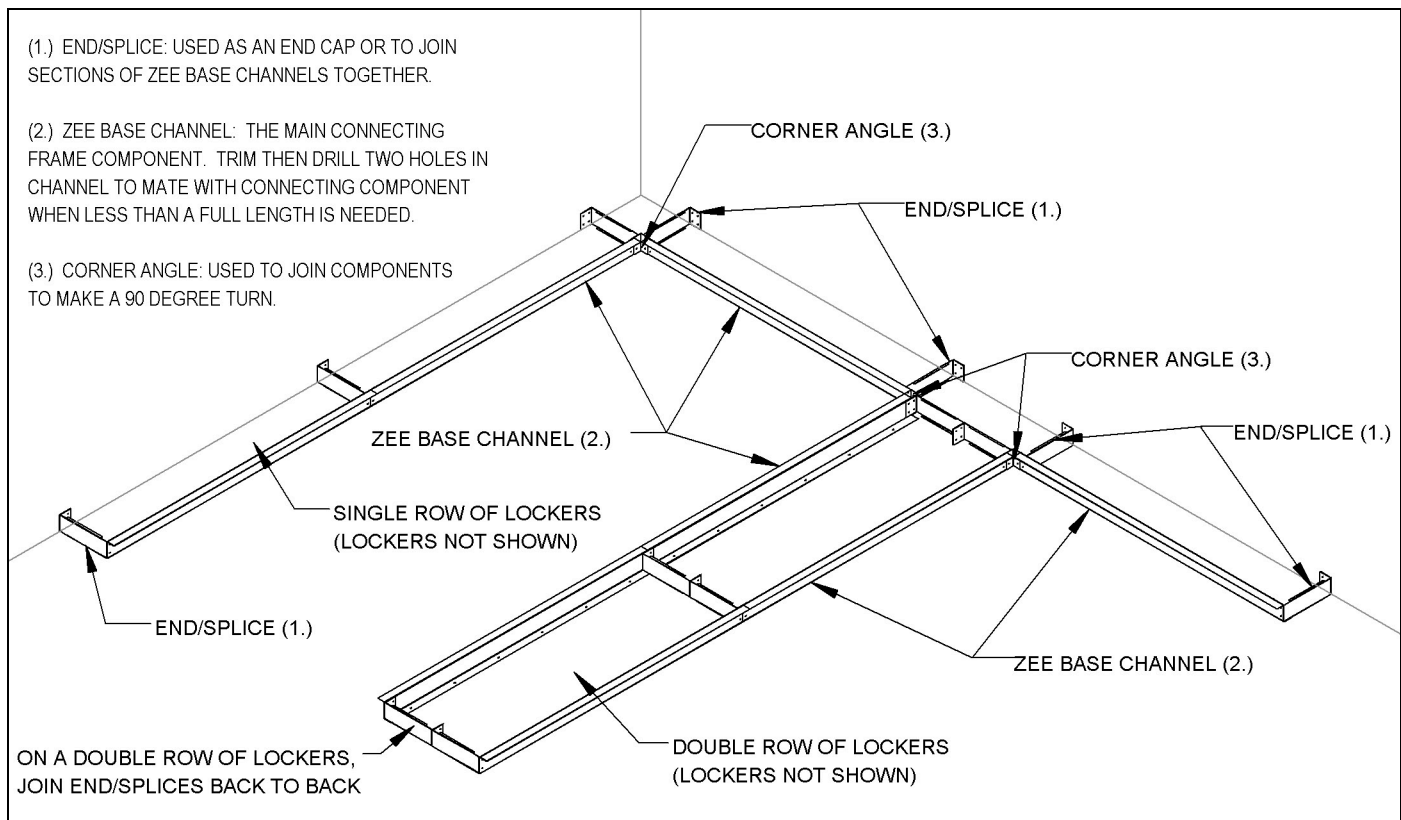 (1.) END/SPLICE: USED AS AN END CAP OR TO JOIN
SECTIONS OF ZEE BASE CHANNELS TOGETHER.
(2.) ZEE BASE CHANNEL: THE MAIN CONNECTING
FRAME COMPONENT. TRIM THEN DRILL TWO HOLES IN
CHANNEL TO MATE WITH CONNECTING COMPONENT
WHEN LESS THAN A FULL LENGTH IS NEEDED.
(3.) CORNER ANGLE: USED TO JOIN COMPONENTS
TO MAKE A 90 DEGREE TURN.
CORNER ANGLE (3.)
END/SPLICE (1.)
CORNER ANGLE (3.)
END/SPLICE (1.)
ZEE BASE CHANNEL (2.)
SINGLE ROW OF LOCKERS
(LOCKERS NOT SHOWN)
END/SPLICE (1.)
ZEE BASE CHANNEL (2.)
DOUBLE ROW OF LOCKERS
(LOCKERS NOT SHOWN)
ON A DOUBLE ROW OF LOCKERS,
JOIN END/SPLICES BACK TO BACK